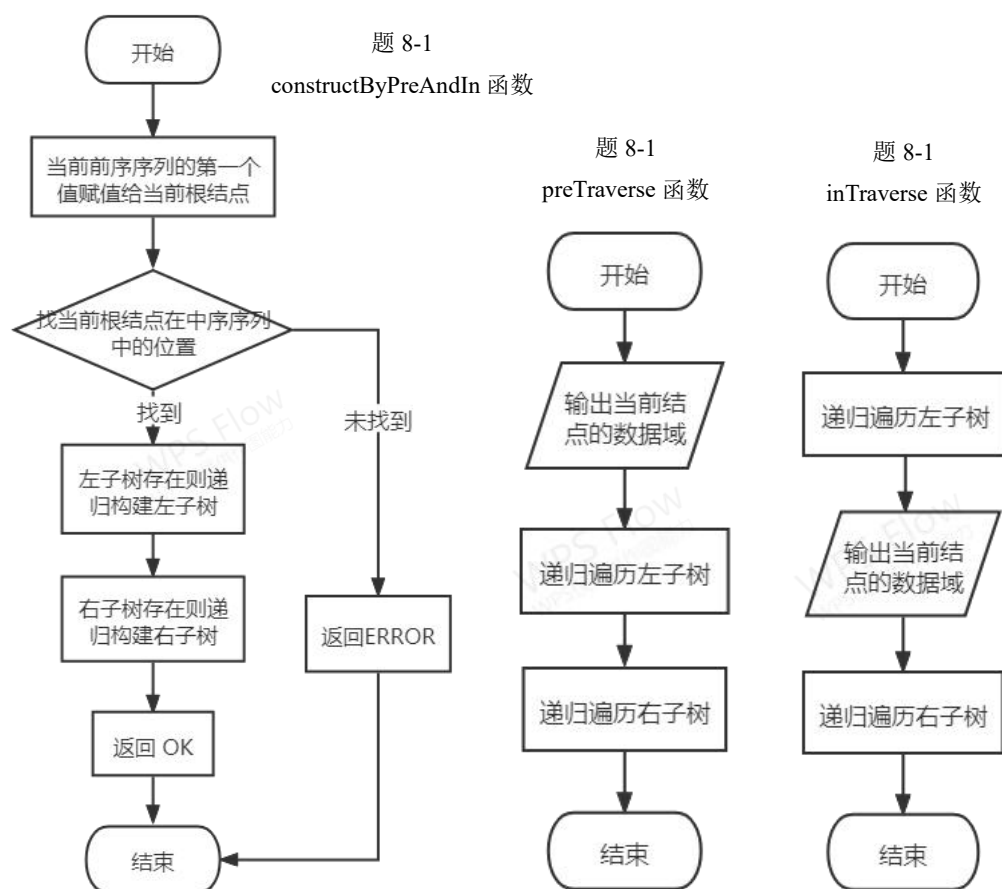 开始
题 8-1
constructByPreAndIn 函数
当前前序序列的第一个
值赋值给当前根结点
找当前根结点在中序序列
中的位置
找到
未找到
左子树存在则递
归构建左子树
右子树存在则递
归构建右子树
返回ERROR
返回 OK
结束
题 8-1
preTraverse 函数
开始
输出当前结
点的数据域
递归遍历左子树
递归遍历右子树
结束
题 8-1
inTraverse 函数
开始
递归遍历左子树
输出当前结
点的数据域
递归遍历右子树
结束
WPS Flow
WPS Flow
WPS Flow